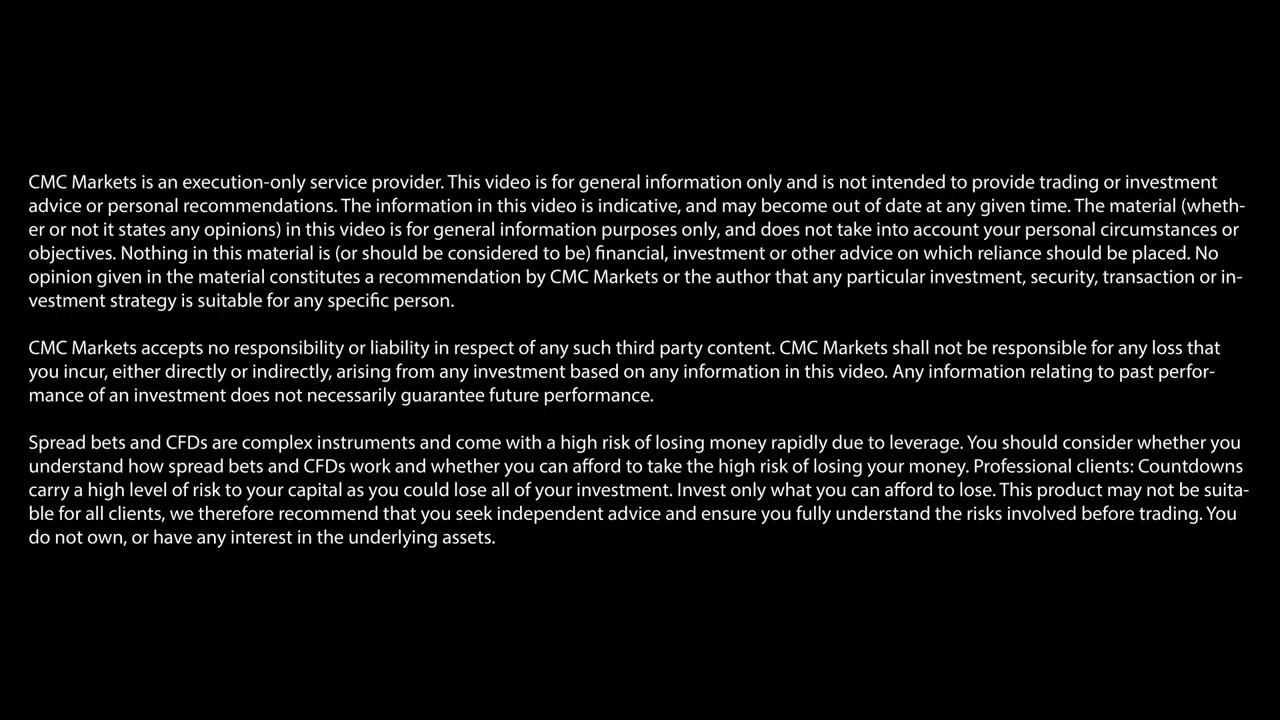 CMC Markets is an execution-only service provider. This video is for general information only and is not intended to provide trading or investment
advice or personal recommendations. The information in this video is indicative, and may become out of date at any given time. The material (wheth-
er or not it states any opinions) in this video is for general information purposes only, and does not take into account your personal circumstances or
objectives. Nothing in this material is (or should be considered to be) financial, investment or other advice on which reliance should be placed. No
opinion given in the material constitutes a recommendation by CMC Markets or the author that any particular investment, security, transaction or in-
vestment strategy is suitable for any specific person.
CMC Markets accepts no responsibility or liability in respect of any such third party content. CMC Markets shall not be responsible for any loss that
you incur, either directly or indirectly, arising from any investment based on any information in this video. Any information relating to past perfor-
mance of an investment does not necessarily guarantee future performance.
Spread bets and CFDs are complex instruments and come with a high risk of losing money rapidly due to leverage. You should consider whether you
understand how spread bets and CFDs work and whether you can afford to take the high risk of losing your money. Professional clients: Countdowns
carry a high level of risk to your capital as you could lose all of your investment. Invest only what you can afford to lose. This product may not be suita-
ble for all clients, we therefore recommend that you seek independent advice and ensure you fully understand the risks involved before trading. You
do not own, or have any interest in the underlying assets.